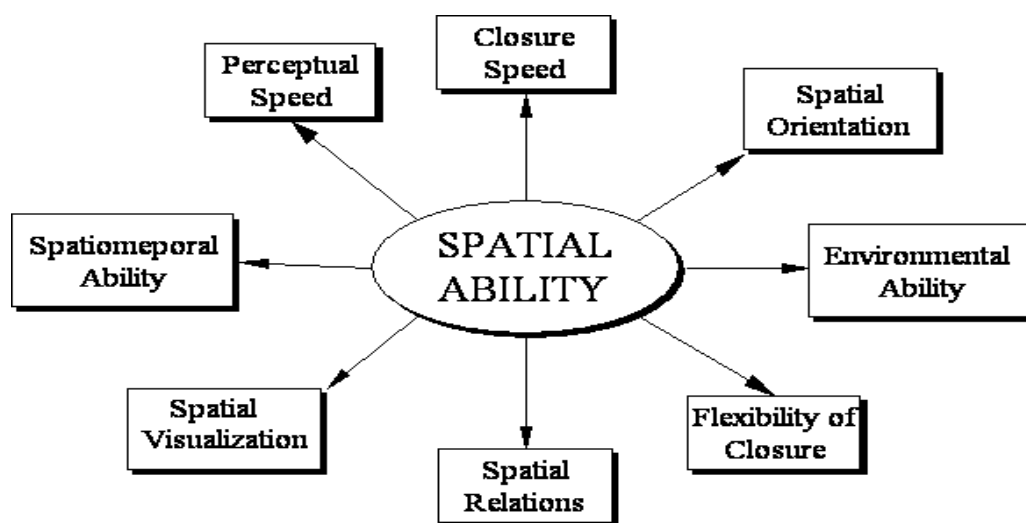 Closure
Speed
Perceptual
Speed
Spatial
Orientation
Spatiomeporal
Ability
SPATIAL
ABILITY
Environmental
Ability
Spatial
Visualization
Flexibility of
Closure
Spatial
Relations